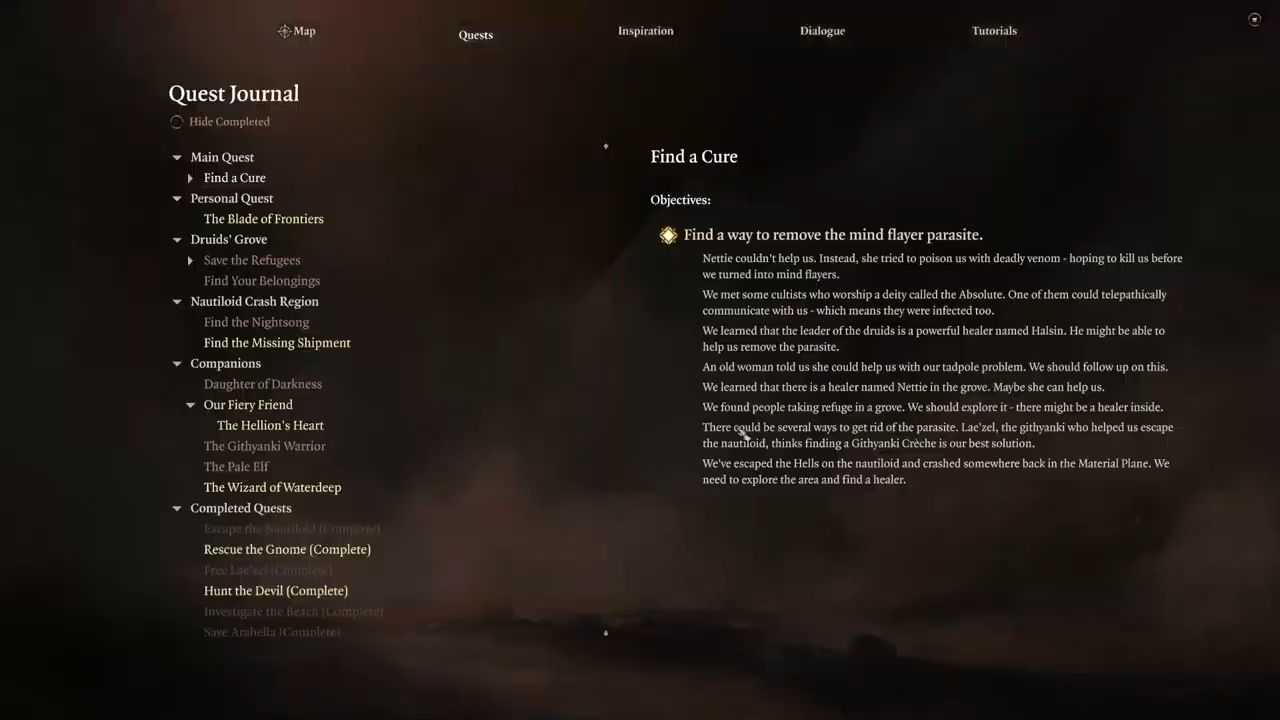 Map
Quests
Inspiration
Dialogue
Tutorials
Quest Journal
Hide Completed
Main Quest
Find a Cure
Personal Quest
The Blade of Frontiers
Druids' Grove
Save the Refugees
Find Your Belongings
Nautiloid Crash Region
Find the Nightsong
Find the Missing Shipment
Companions
Daughter of Darkness
Our Fiery Friend
The Hellion's Heart
The Githyanki Warrior
The Pale Elf
The Wizard of Waterdeep
Completed Quests
Escape the Nautiloid (Complete)
Rescue the Gnome (Complete)
Free Lae'zel (Complete)
Hunt the Devil (Complete)
Investigate the Beach (Complete)
Save Arabella (Complete)
Find a Cure
Objectives:
Find a way to remove the mind flayer parasite.
Nettie couldn't help us. Instead, she tried to poison us with deadly venom - hoping to kill us before
we turned into mind flayers.
We met some cultists who worship a deity called the Absolute. One of them could telepathically
communicate with us - which means they were infected too.
We learned that the leader of the druids is a powerful healer named Halsin. He might be able to
help us remove the parasite.
An old woman told us she could help us with our tadpole problem. We should follow up on this.
We learned that there is a healer named Nettie in the grove. Maybe she can help us.
We found people taking refuge in a grove. We should explore it - there might be a healer inside.
There could be several ways to get rid of the parasite. Lae'zel, the githyanki who helped us escape
the nautiloid, thinks finding a Githyanki Crèche is our best solution.
We've escaped the Hells on the nautiloid and crashed somewhere back in the Material Plane. We
need to explore the area and find a healer.